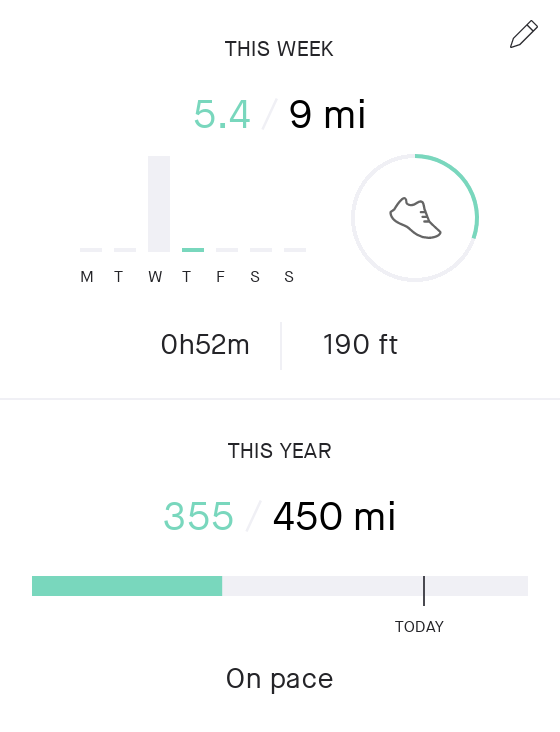 THIS WEEK
5.4 / 9 mi
M T W T F S S
0h52m 190 ft
THIS YEAR
355 / 450 mi
TODAY
On pace